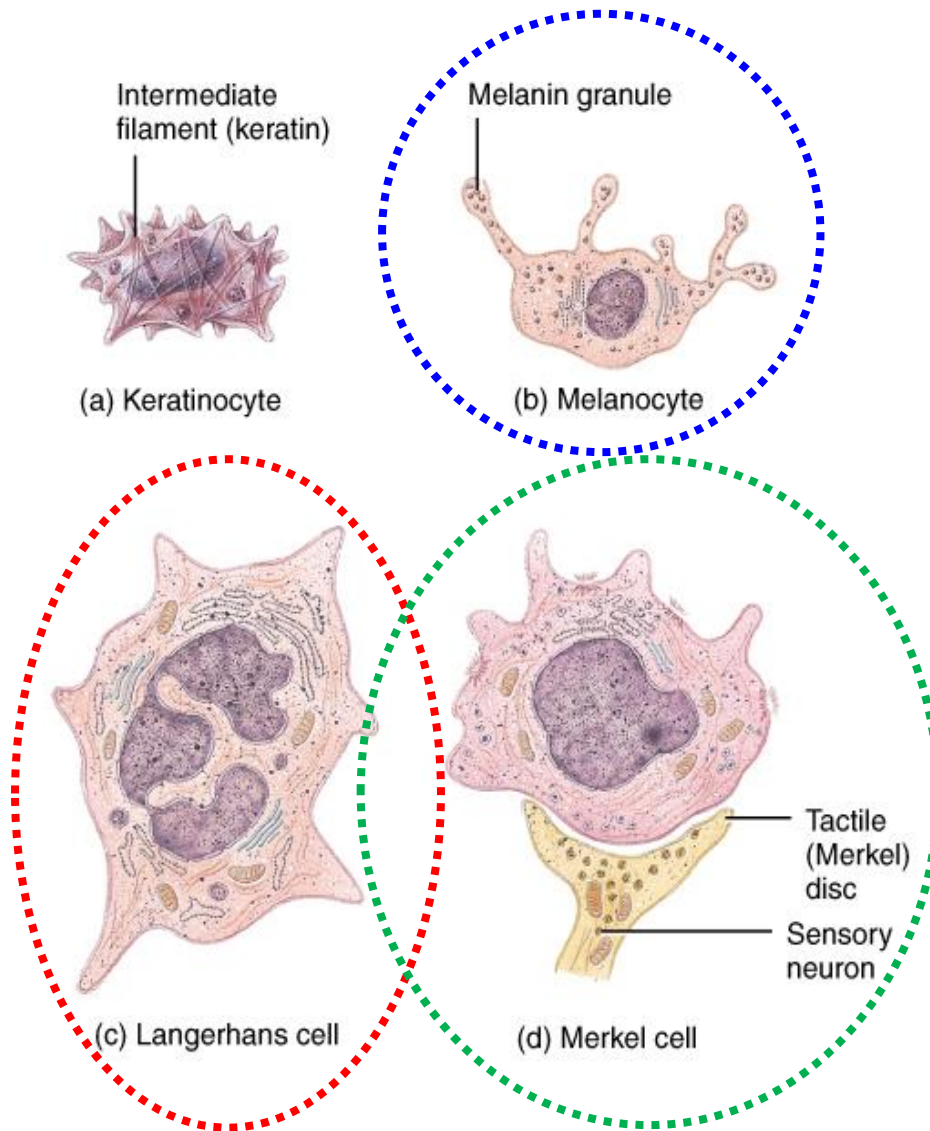 Intermediate
filament (keratin)
Melanin granule
(a) Keratinocyte
(b) Melanocyte
Tactile
(Merkel)
disc
Sensory
neuron
(c) Langerhans cell
(d) Merkel cell